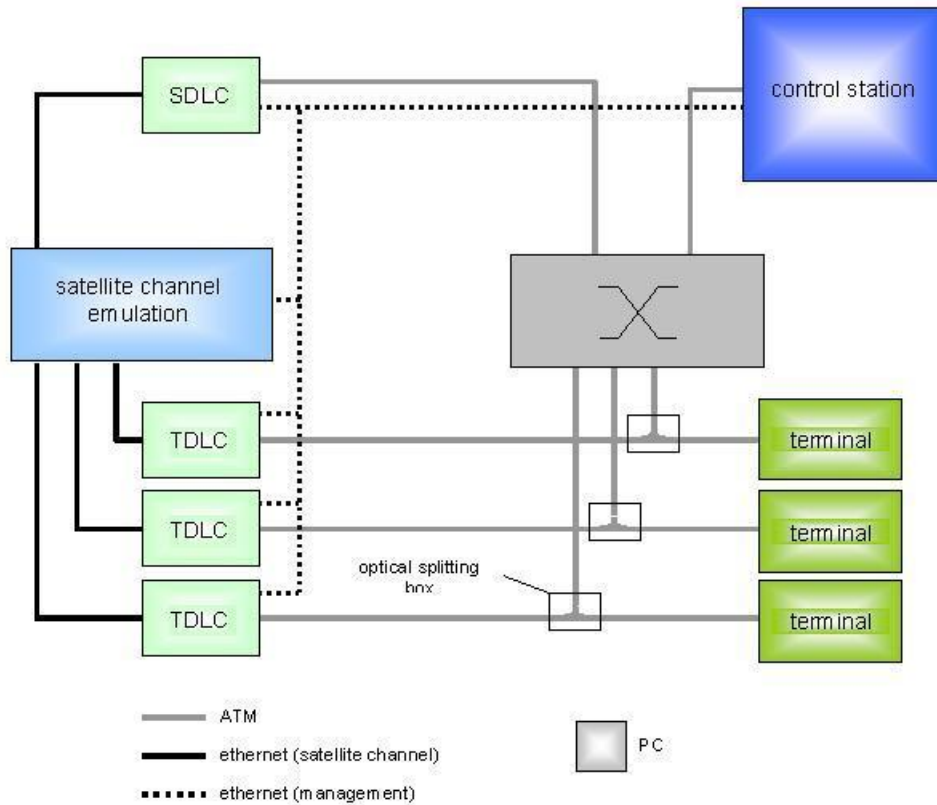 SDLC
control station
satellite channel
emulation
TDLC
terminal
TDLC
terminal
optical splitting
box
TDLC
terminal
ATM
ethernet (satellite channel)
PC
ethernet (management)